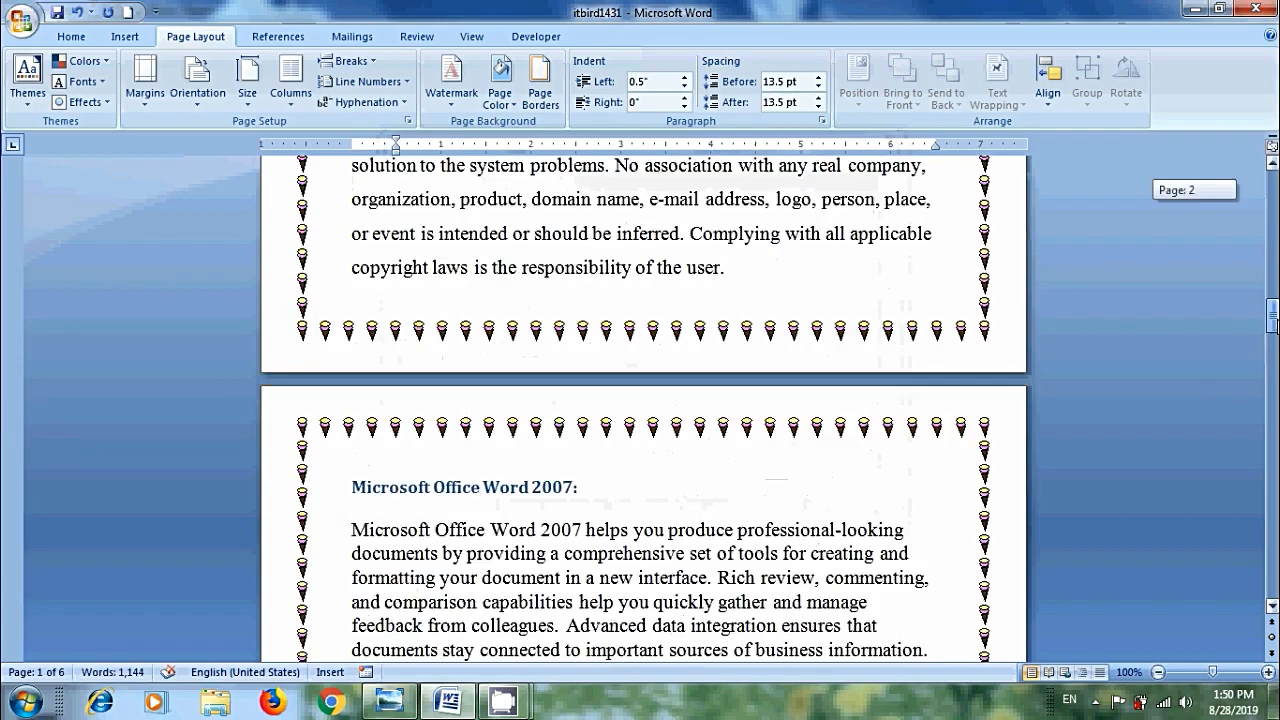 itbird1431 - Microsoft Word
Home Insert Page Layout References Mailings Review View Developer
Themes Colors Fonts Effects
Margins Orientation Size Columns Breaks Line Numbers Hyphenation
Watermark Page Color Page Borders
Indent Left: 0.5" Right: 0"
Spacing Before: 13.5 pt After: 13.5 pt
Position Bring to Front Send to Back Text Wrapping Align Group Rotate
Themes Page Setup Page Background Paragraph Arrange
1 1 2 3 4 5 6 7
solution to the system problems. No association with any real company,
Page: 2
organization, product, domain name, e-mail address, logo, person, place,
or event is intended or should be inferred. Complying with all applicable
copyright laws is the responsibility of the user.
Microsoft Office Word 2007:
Microsoft Office Word 2007 helps you produce professional-looking
documents by providing a comprehensive set of tools for creating and
formatting your document in a new interface. Rich review, commenting,
and comparison capabilities help you quickly gather and manage
feedback from colleagues. Advanced data integration ensures that
documents stay connected to important sources of business information.
Page: 1 of 6 Words: 1,144 English (United States) Insert 100%
EN 1:50 PM
8/28/2019